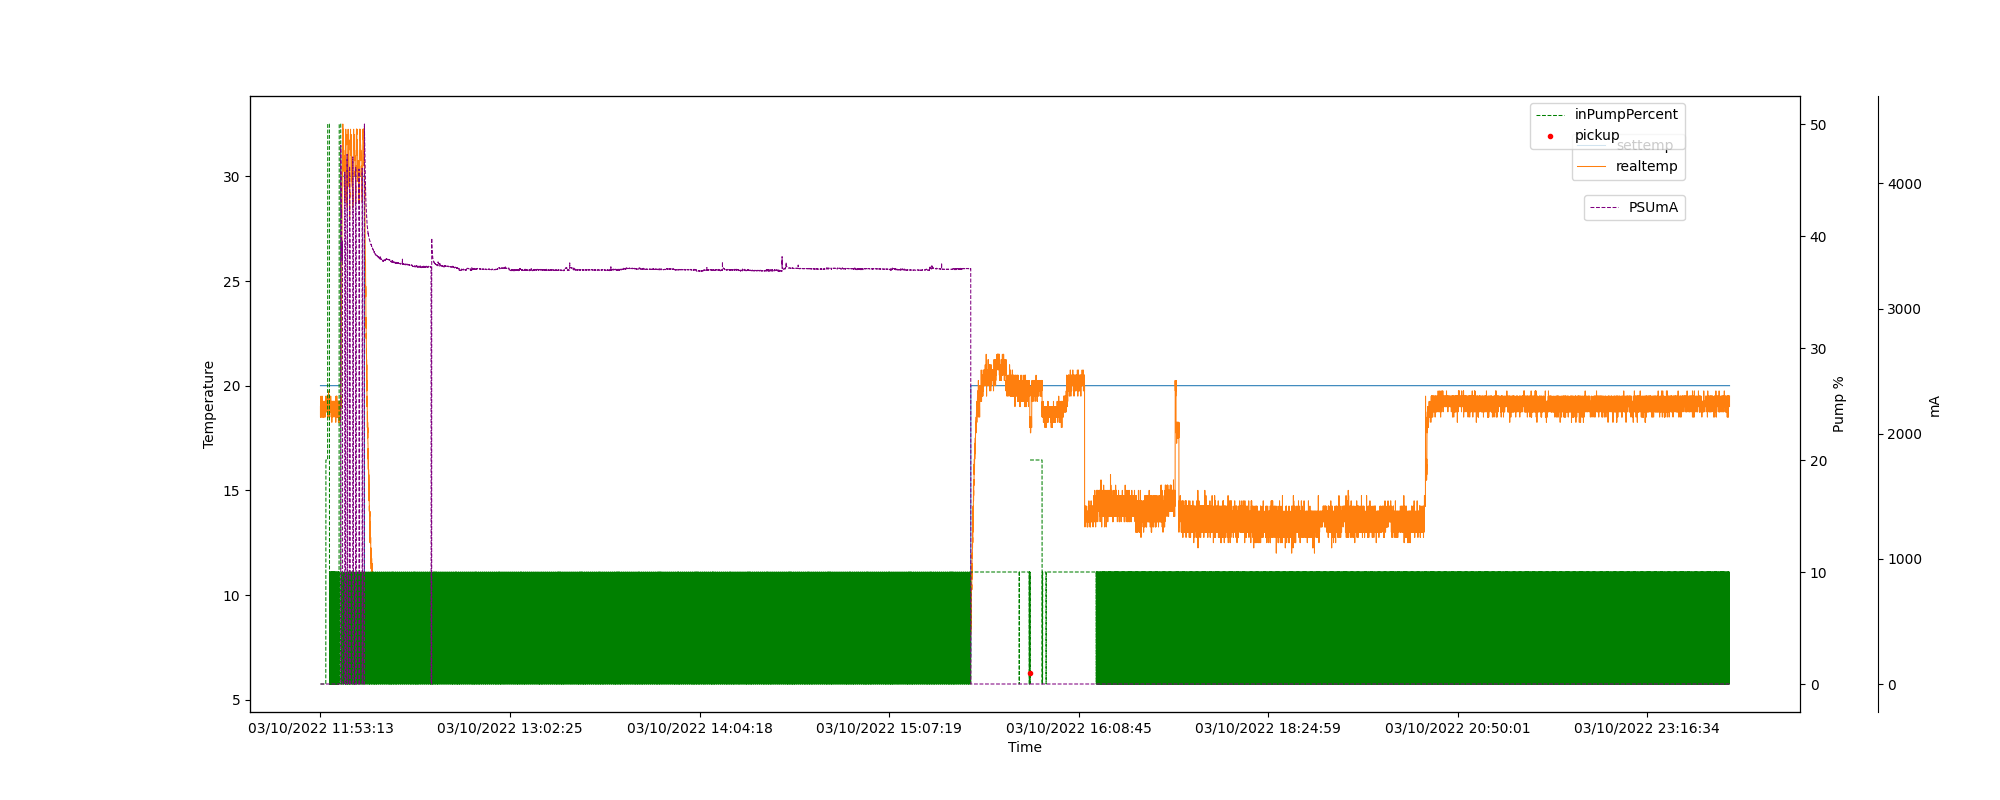 inPumpPercent
pickup
settemp
realtemp
PSUmA
Temperature
30
25
20
15
10
5
50
40
30
20
10
0
Pump %
4000
3000
2000
1000
0
mA
03/10/2022 11:53:13
03/10/2022 13:02:25
03/10/2022 14:04:18
03/10/2022 15:07:19
03/10/2022 16:08:45
03/10/2022 18:24:59
03/10/2022 20:50:01
03/10/2022 23:16:34
Time